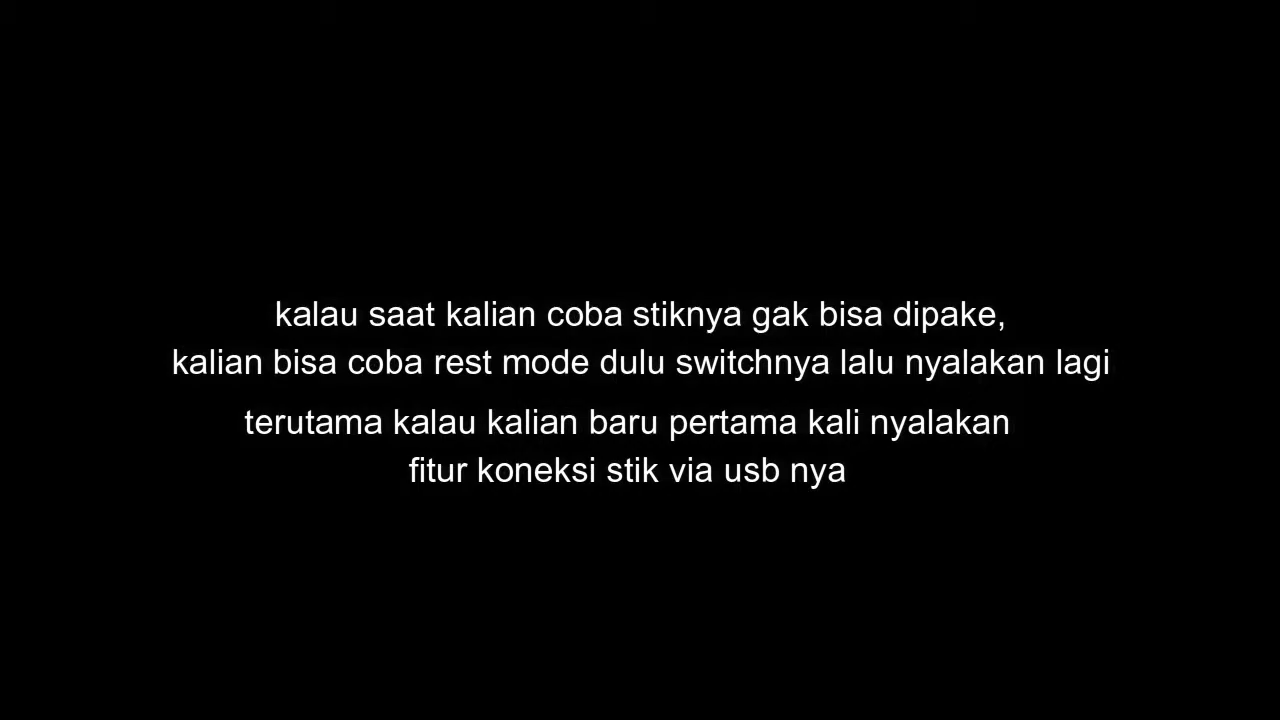 kalau saat kalian coba stiknya gak bisa dipake,
kalian bisa coba rest mode dulu switchnya lalu nyalakan lagi
terutama kalau kalian baru pertama kali nyalakan
fitur koneksi stik via usb nya